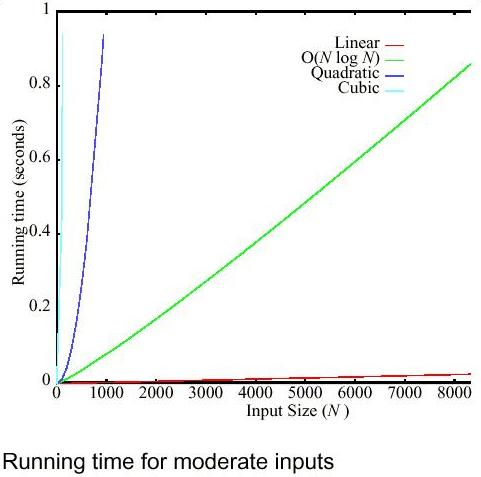 1
0.8
0.6
0.4
0.2
0
Running time (seconds)
Linear
O(N log N)
Quadratic
Cubic
0 1000 2000 3000 4000 5000 6000 7000 8000
Input Size (N )
Running time for moderate inputs